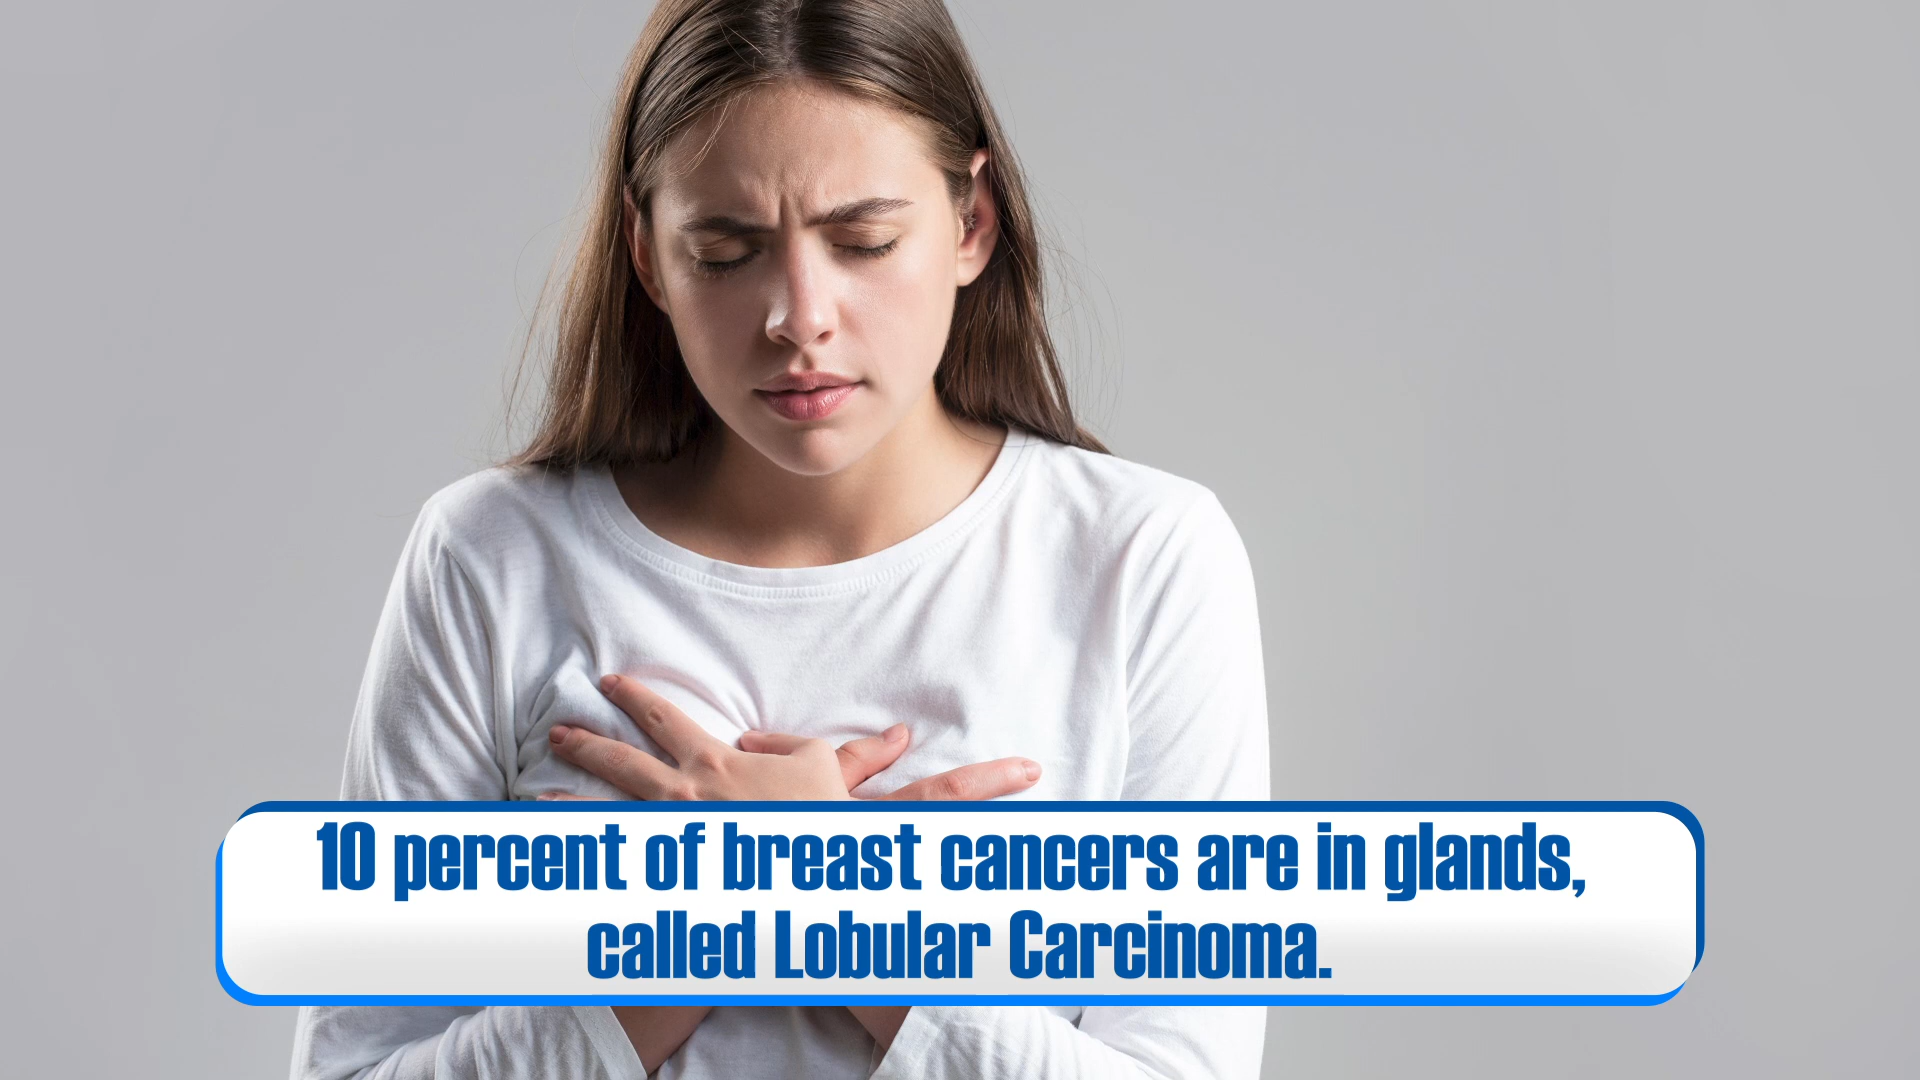 10 percent of breast cancers are in glands,
called Lobular Carcinoma.